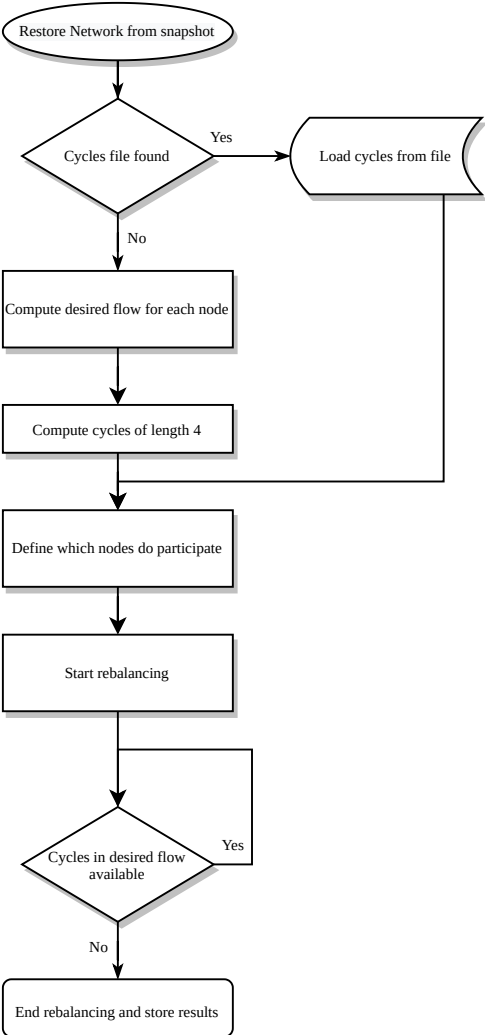 Restore Network from snapshot
Yes
Cycles file found
Load cycles from file
No
Compute desired flow for each node
Compute cycles of length 4
Define which nodes do participate
Start rebalancing
Yes
Cycles in desired flow
available
No
End rebalancing and store results